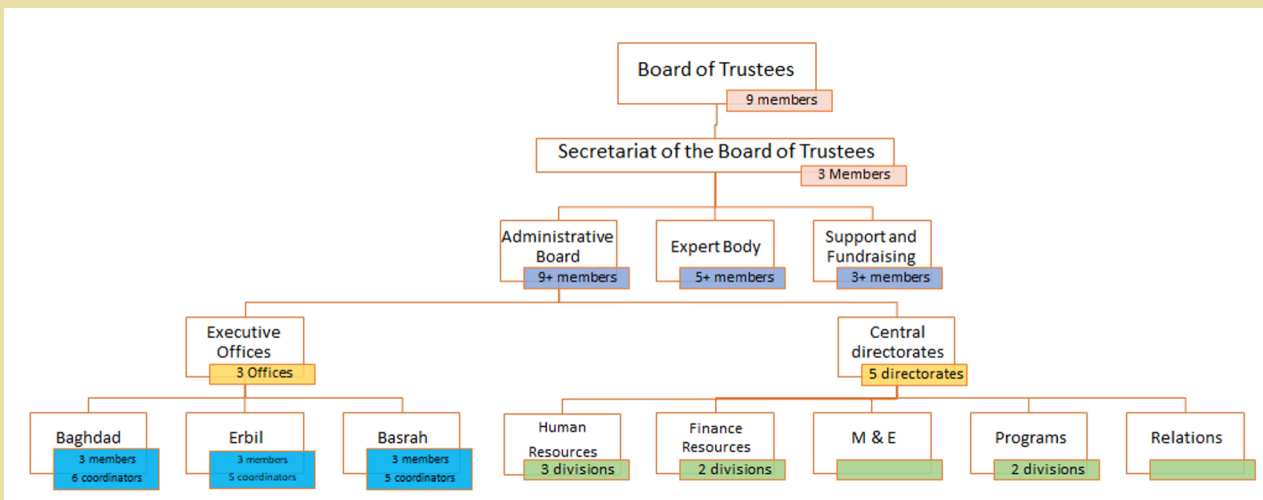 Board of Trustees
9 members
Secretariat of the Board of Trustees
3 Members
Administrative
Board
9+ members
Expert Body
5+ members
Support and
Fundraising
3+ members
Executive
Offices
3 Offices
Central
directorates
5 directorates
Baghdad
3 members
6 coordinators
Erbil
3 members
5 coordinators
Basrah
3 members
5 coordinators
Human
Resources
3 divisions
Finance
Resources
2 divisions
M & E
Programs
2 divisions
Relations